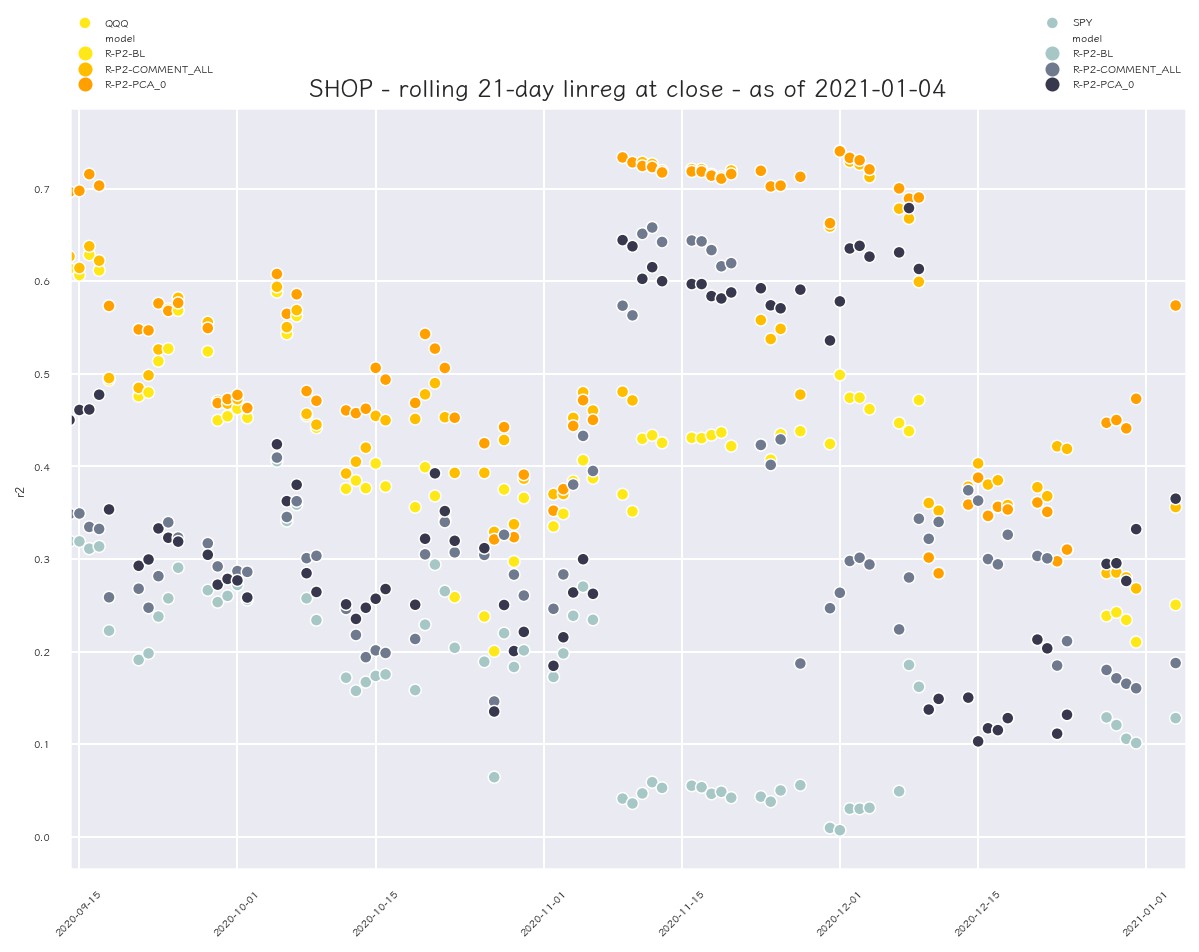 QQQ
model
R-P2-BL
R-P2-COMMENT_ALL
R-P2-PCA_0
SPY
model
R-P2-BL
R-P2-COMMENT_ALL
R-P2-PCA_0
SHOP - rolling 21-day linreg at close - as of 2021-01-04
r2
0.7
0.6
0.5
0.4
0.3
0.2
0.1
0.0
2020-09-15
2020-10-01
2020-10-15
2020-11-01
2020-11-15
2020-12-01
2020-12-15
2021-01-01